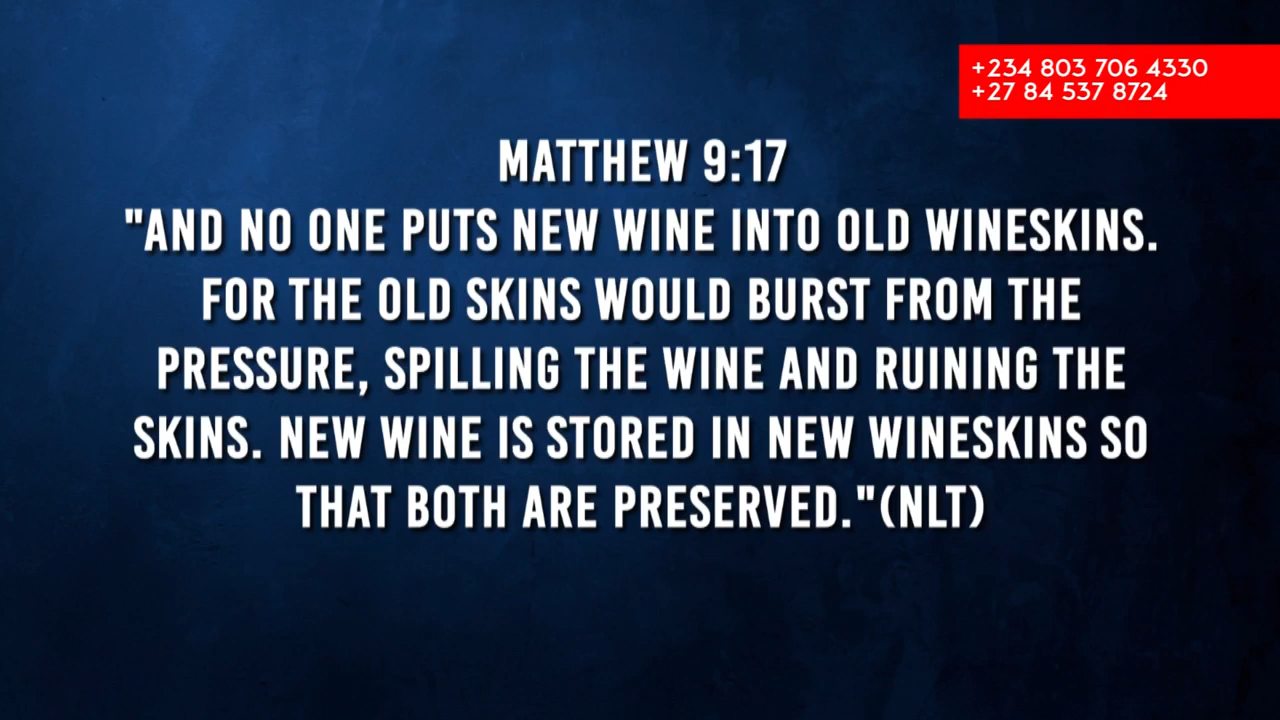 +234 803 706 4330
+27 84 537 8724
MATTHEW 9:17
"AND NO ONE PUTS NEW WINE INTO OLD WINESKINS.
FOR THE OLD SKINS WOULD BURST FROM THE
PRESSURE, SPILLING THE WINE AND RUINING THE
SKINS. NEW WINE IS STORED IN NEW WINESKINS SO
THAT BOTH ARE PRESERVED."(NLT)